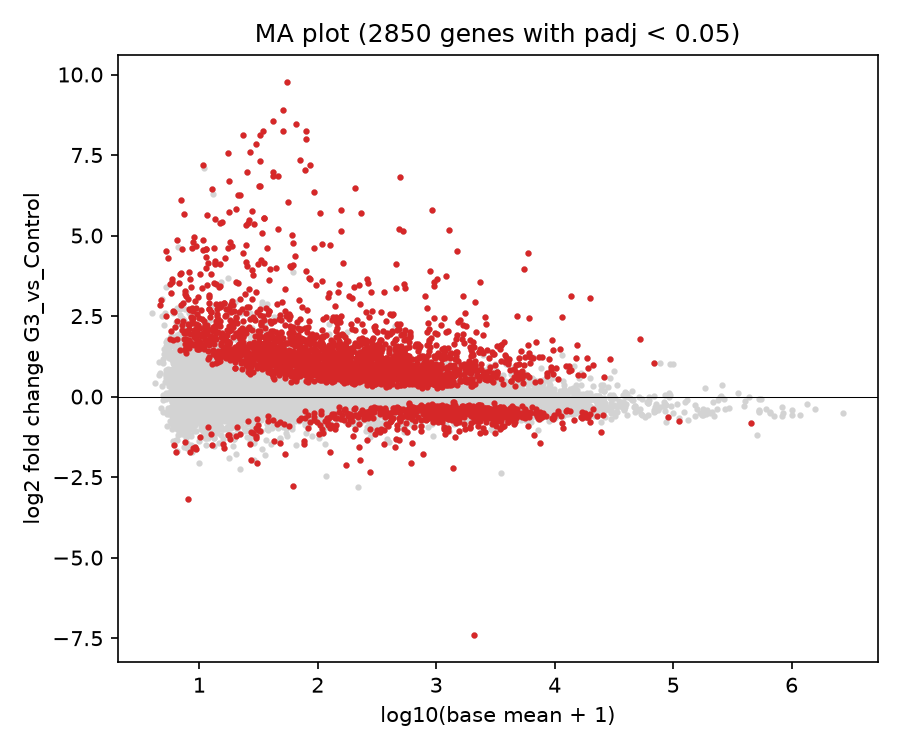 MA plot (2850 genes with padj < 0.05)
log2 fold change G3_vs_Control
10.0
7.5
5.0
2.5
0.0
−2.5
−5.0
−7.5
1 2 3 4 5 6
log10(base mean + 1)